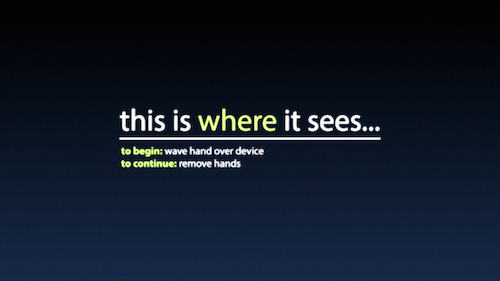 this is where it sees...
to begin: wave hand over device
to continue: remove hands